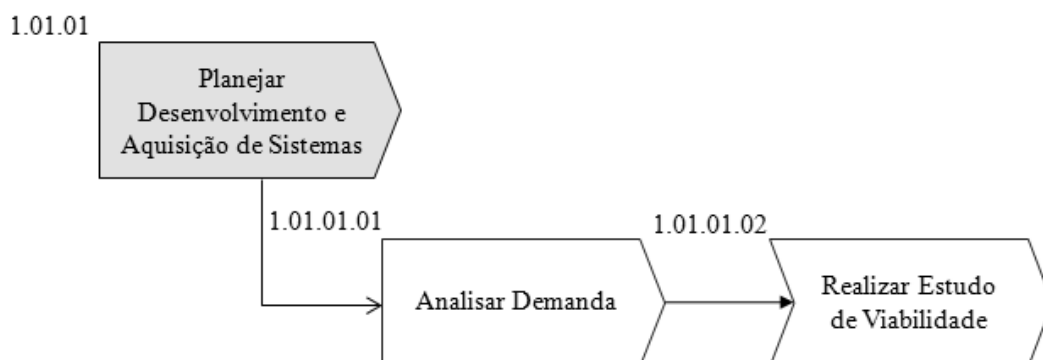 1.01.01
Planejar
Desenvolvimento e
Aquisição de Sistemas
1.01.01.01
Analisar Demanda
1.01.01.02
Realizar Estudo
de Viabilidade